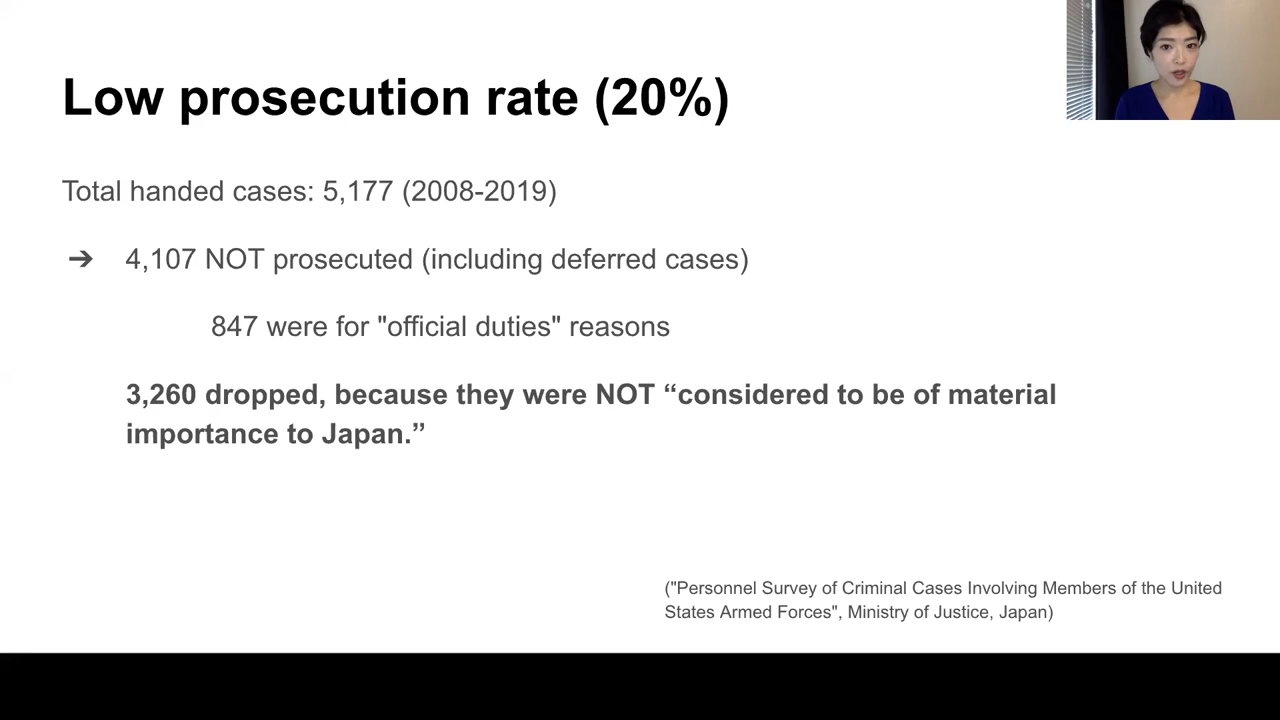 Low prosecution rate (20%)
Total handed cases: 5,177 (2008-2019)
➔ 4,107 NOT prosecuted (including deferred cases)
847 were for "official duties" reasons
3,260 dropped, because they were NOT “considered to be of material
importance to Japan.”
("Personnel Survey of Criminal Cases Involving Members of the United
States Armed Forces", Ministry of Justice, Japan)